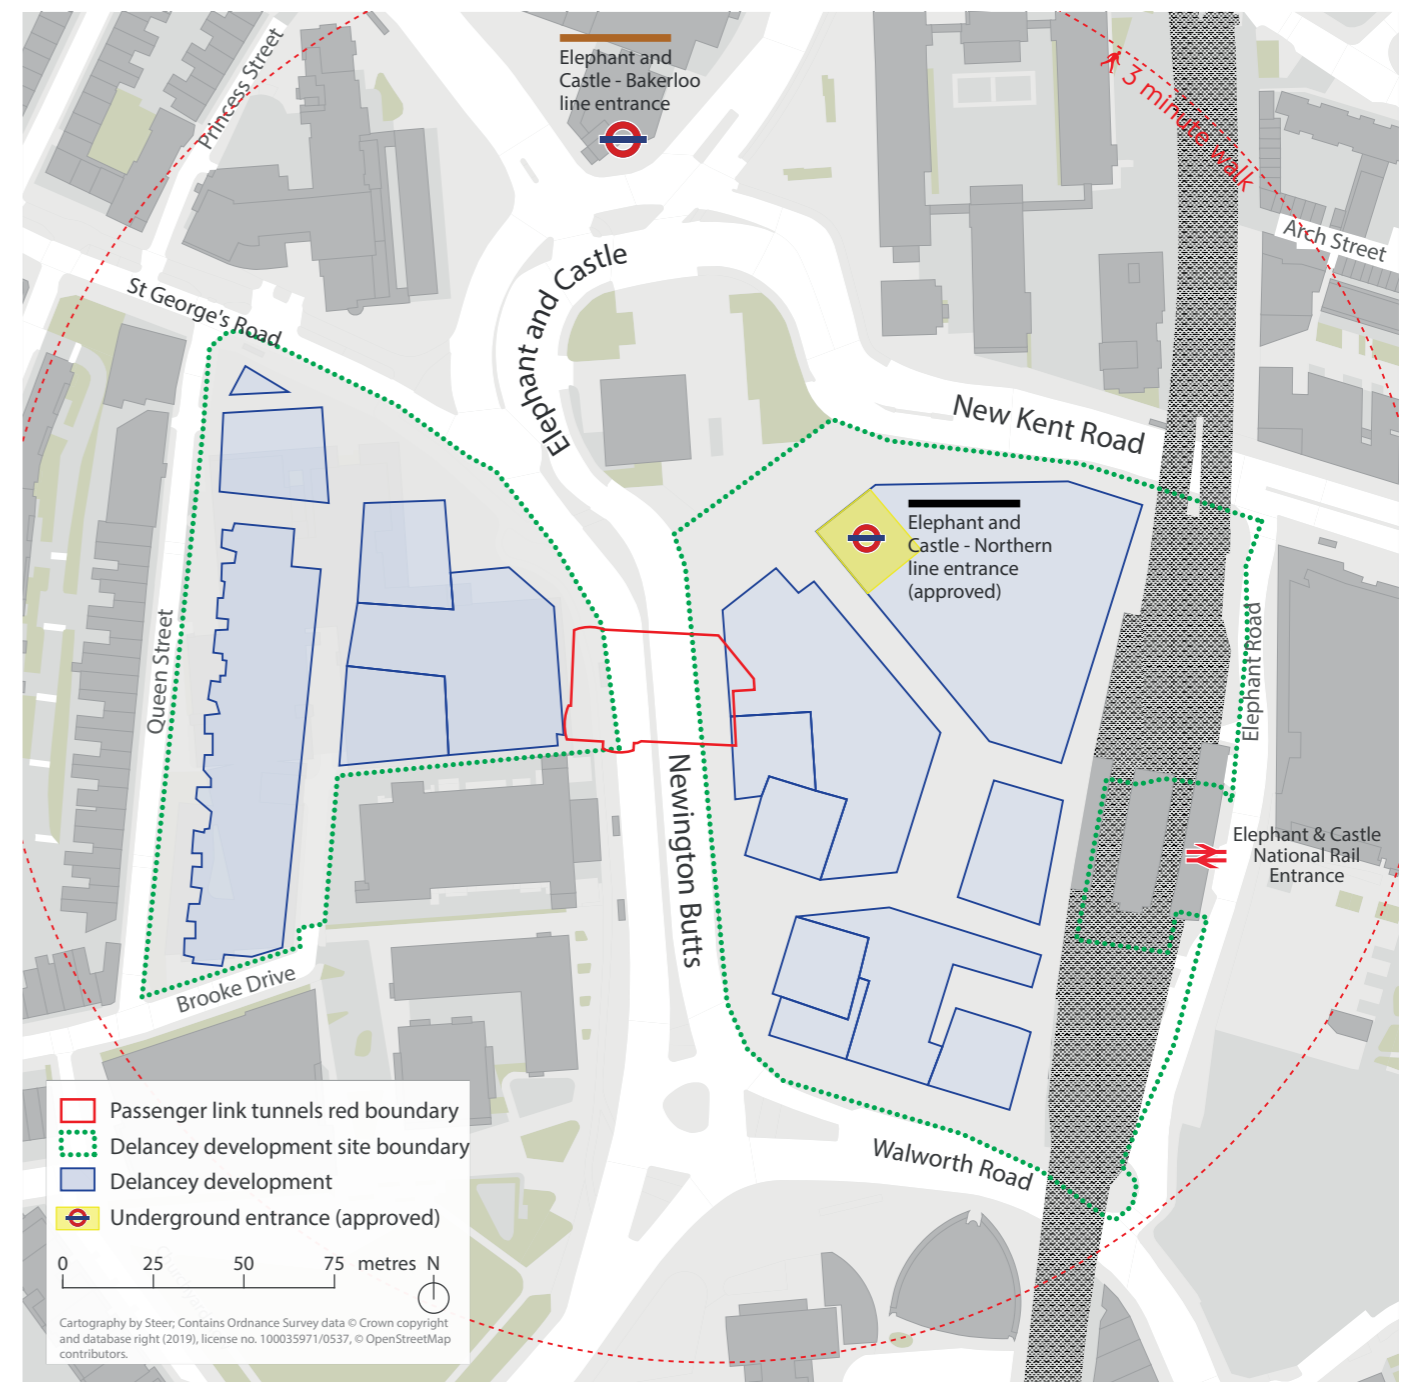 Princess Street
Elephant and
Castle - Bakerloo
line entrance
3 minute walk
Arch Street
St George's Road
Elephant and Castle
New Kent Road
Elephant and
Castle - Northern
line entrance
(approved)
Queen Street
Elephant Road
Newington Butts
Elephant & Castle
National Rail
Entrance
Brooke Drive
Walworth Road
Passenger link tunnels red boundary
Delancey development site boundary
Delancey development
Underground entrance (approved)
0 25 50 75 metres N
Cartography by Steer; Contains Ordnance Survey data © Crown copyright
and database right (2019), license no. 100035971/0537, © OpenStreetMap
contributors.